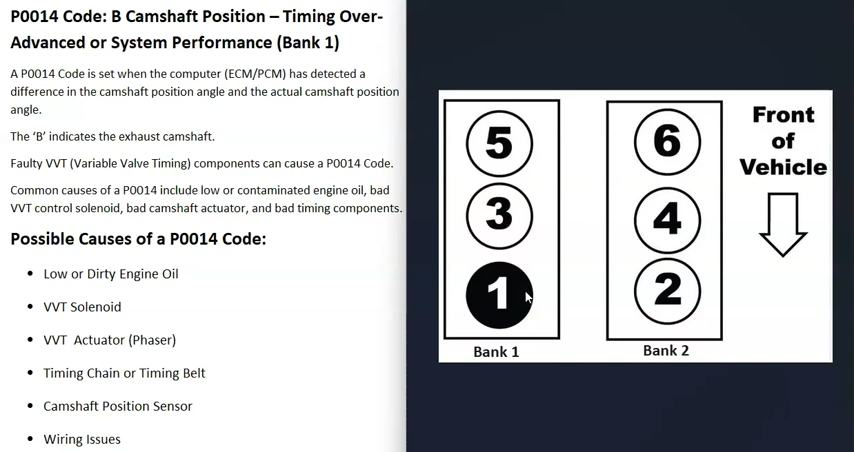 P0014 Code: B Camshaft Position – Timing Over-
Advanced or System Performance (Bank 1)
A P0014 Code is set when the computer (ECM/PCM) has detected a
difference in the camshaft position angle and the actual camshaft position
angle.
The ‘B’ indicates the exhaust camshaft.
Faulty VVT (Variable Valve Timing) components can cause a P0014 Code.
Common causes of a P0014 include low or contaminated engine oil, bad
VVT control solenoid, bad camshaft actuator, and bad timing components.
Possible Causes of a P0014 Code:
• Low or Dirty Engine Oil
• VVT Solenoid
• VVT Actuator (Phaser)
• Timing Chain or Timing Belt
• Camshaft Position Sensor
• Wiring Issues
5
3
1
Bank 1
6
4
2
Bank 2
Front
of
Vehicle